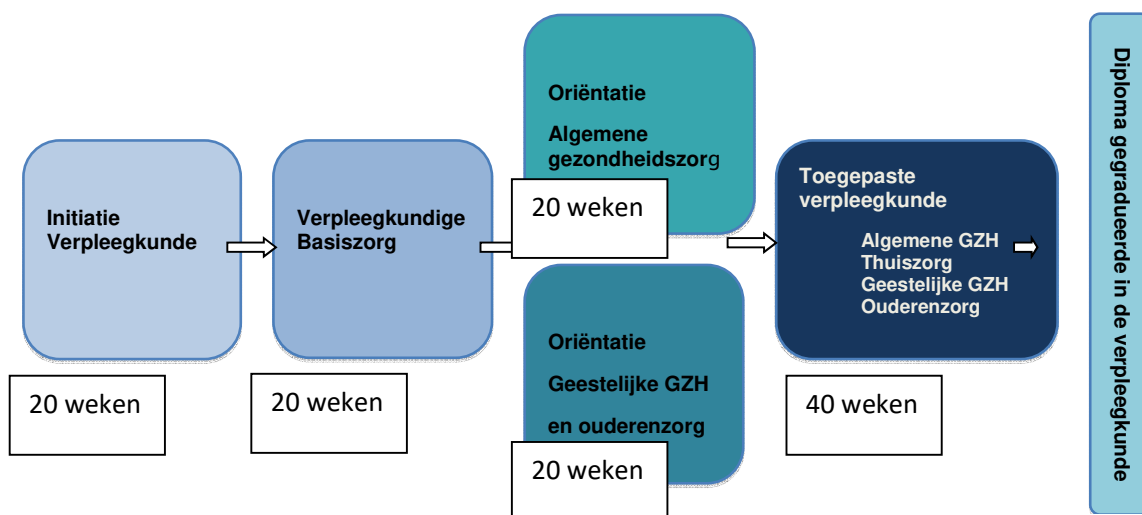 Initiatie
Verpleegkunde
20 weken
Verpleegkundige
Basiszorg
20 weken
Oriëntatie
Algemene
gezondheidszorg
20 weken
Oriëntatie
Geestelijke GZH
en ouderenzorg
20 weken
Toegepaste
verpleegkunde
Algemene GZH
Thuiszorg
Geestelijke GZH
Ouderenzorg
40 weken
Diploma gegradueerde in de verpleegkunde